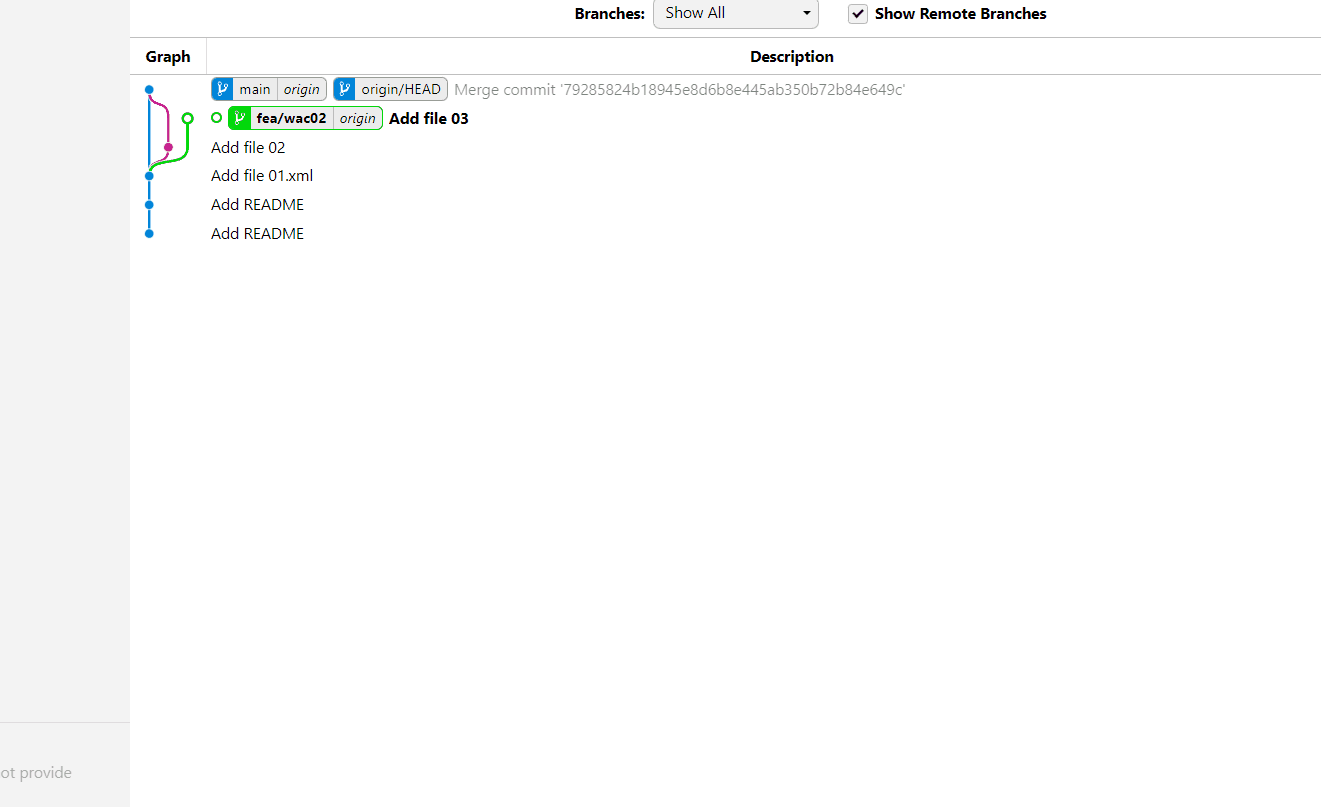 Branches: Show All Show Remote Branches
Graph Description
main origin origin/HEAD Merge commit '79285824b18945e8d6b8e445ab350b72b84e649c'
fea/wac02 origin Add file 03
Add file 02
Add file 01.xml
Add README
Add README
ot provide